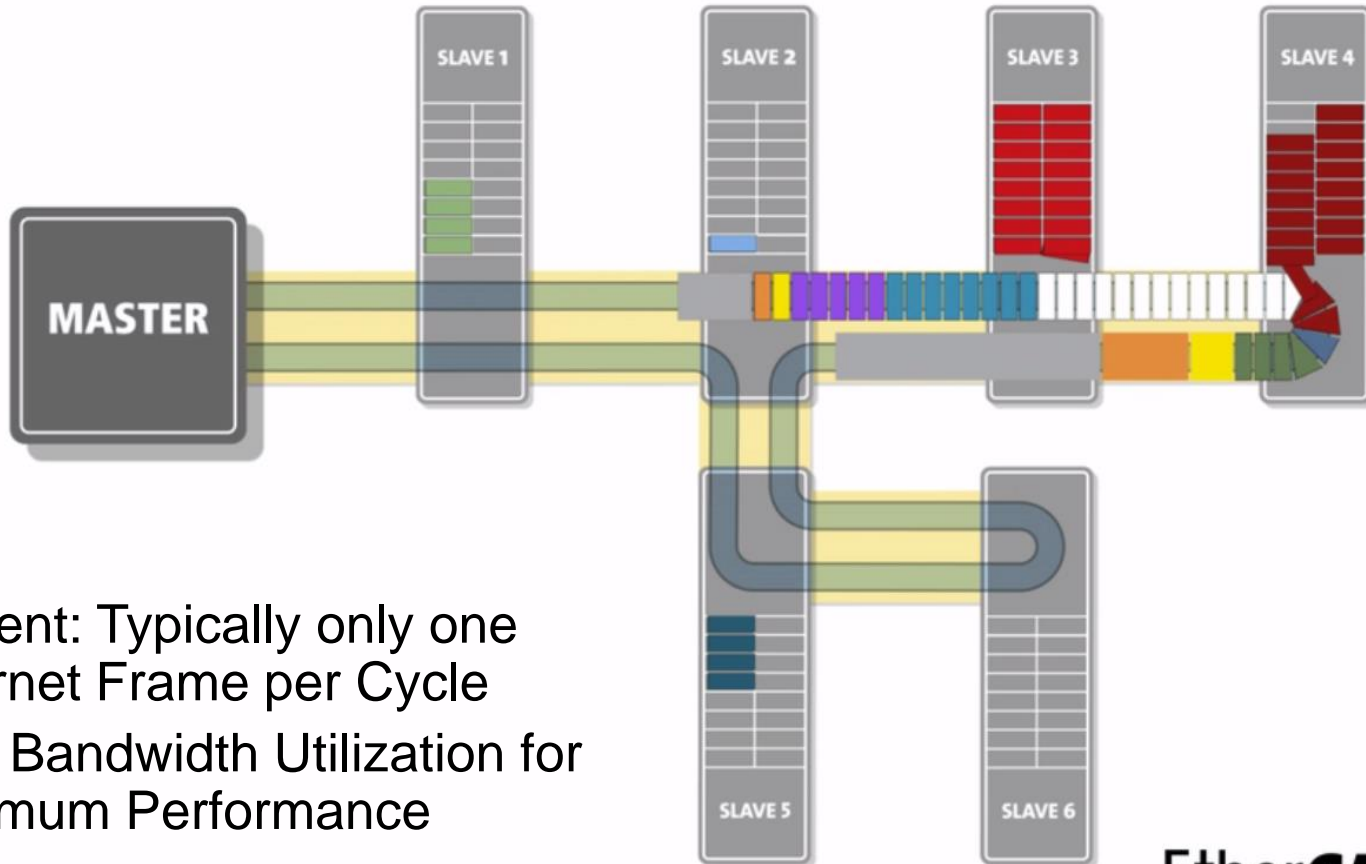 SLAVE 1
SLAVE 2
SLAVE 3
SLAVE 4
MASTER
ent: Typically only one
rnet Frame per Cycle
Bandwidth Utilization for
mum Performance
SLAVE 5
SLAVE 6